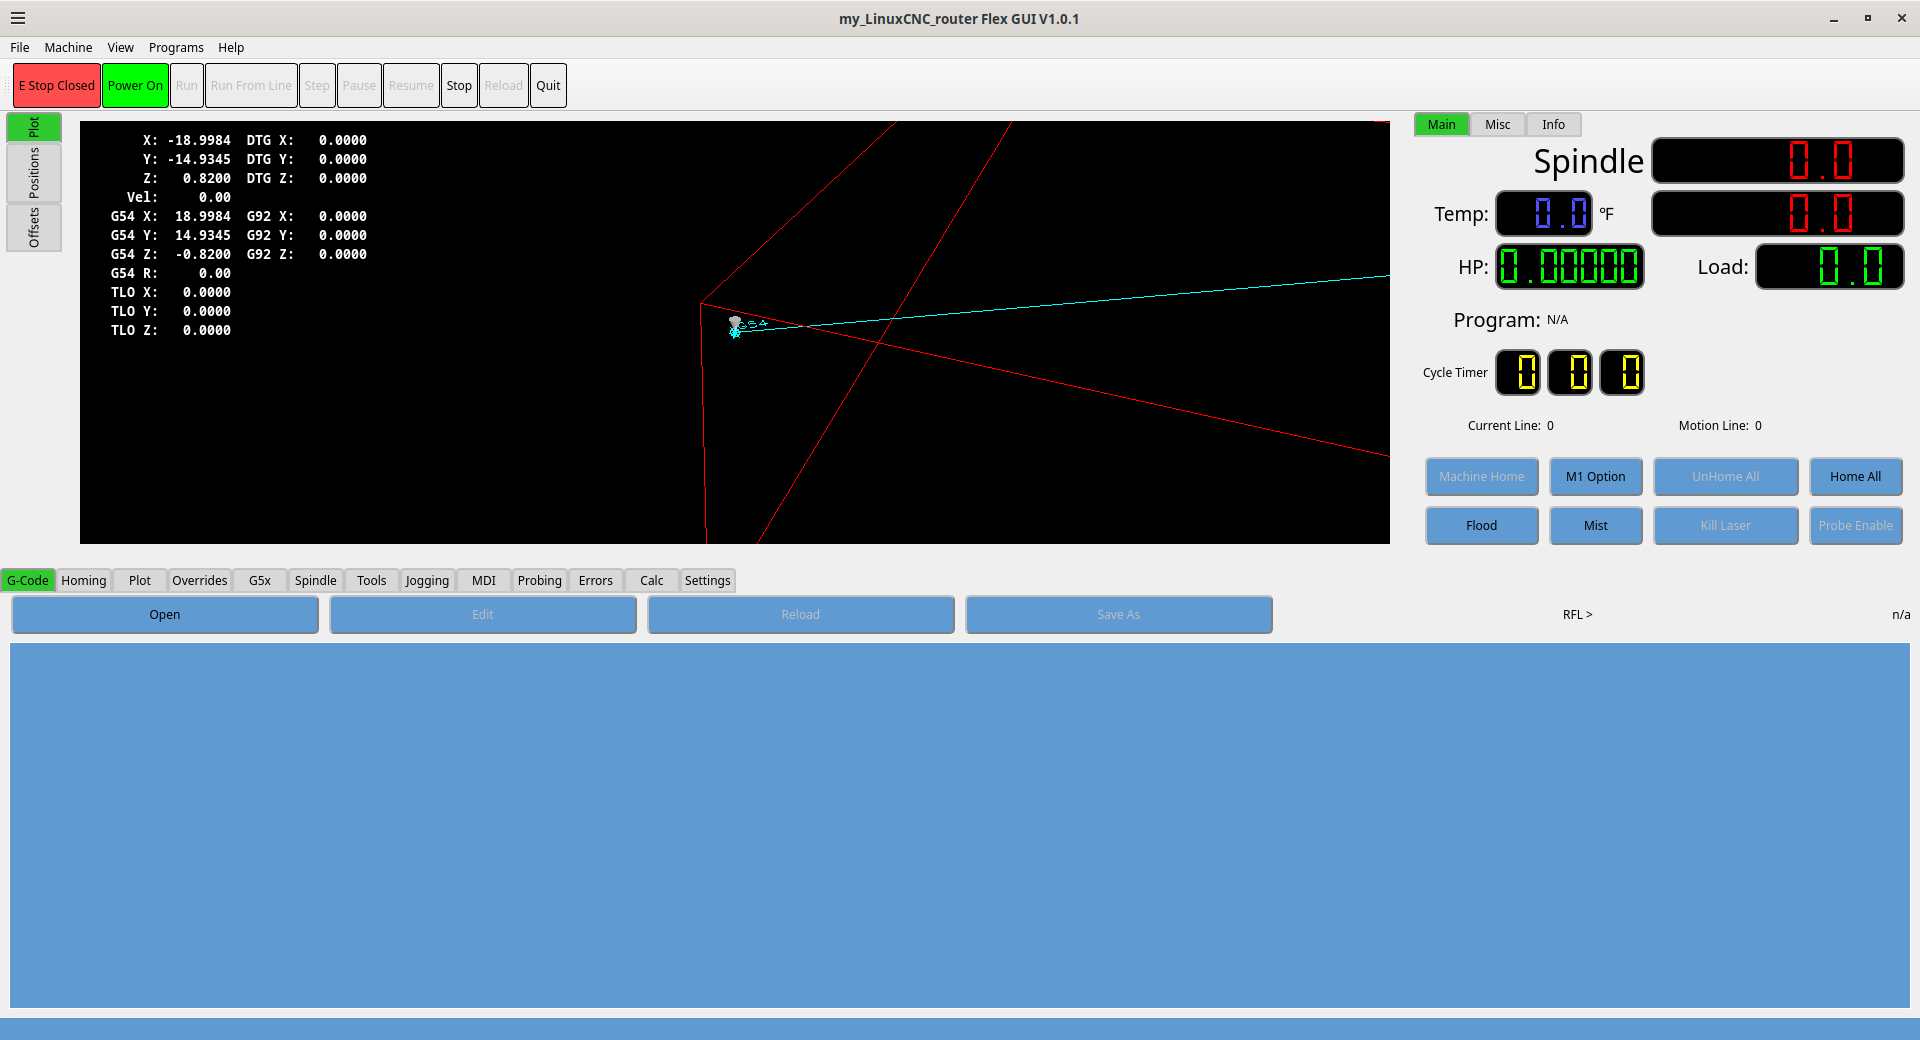 my_LinuxCNC_router Flex GUI V1.0.1
File Machine View Programs Help
E Stop Closed Power On Run Run From Line Step Pause Resume Stop Reload Quit
Plot
Positions
Offsets
X: -18.9984 DTG X: 0.0000
Y: -14.9345 DTG Y: 0.0000
Z: 0.8200 DTG Z: 0.0000
Vel: 0.00
G54 X: 18.9984 G92 X: 0.0000
G54 Y: 14.9345 G92 Y: 0.0000
G54 Z: -0.8200 G92 Z: 0.0000
G54 R: 0.00
TLO X: 0.0000
TLO Y: 0.0000
TLO Z: 0.0000
G54
Main Misc Info
Spindle 0.0
Temp: 0.0 °F 0.0
HP: 0.00000 Load: 0.0
Program: N/A
Cycle Timer 0 0 0
Current Line: 0 Motion Line: 0
Machine Home M1 Option UnHome All Home All
Flood Mist Kill Laser Probe Enable
G-Code Homing Plot Overrides G5x Spindle Tools Jogging MDI Probing Errors Calc Settings
Open Edit Reload Save As RFL > n/a